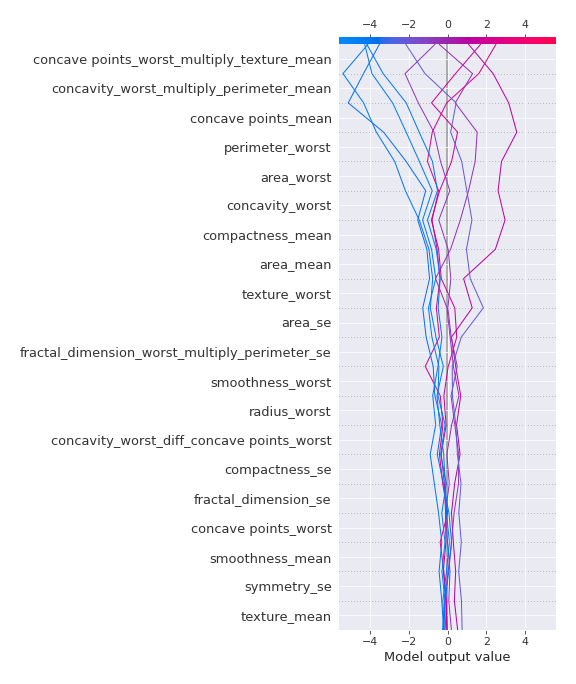 −4 −2 0 2 4
concave points_worst_multiply_texture_mean
concavity_worst_multiply_perimeter_mean
concave points_mean
perimeter_worst
area_worst
concavity_worst
compactness_mean
area_mean
texture_worst
area_se
fractal_dimension_worst_multiply_perimeter_se
smoothness_worst
radius_worst
concavity_worst_diff_concave points_worst
compactness_se
fractal_dimension_se
concave points_worst
smoothness_mean
symmetry_se
texture_mean
−4 −2 0 2 4
Model output value